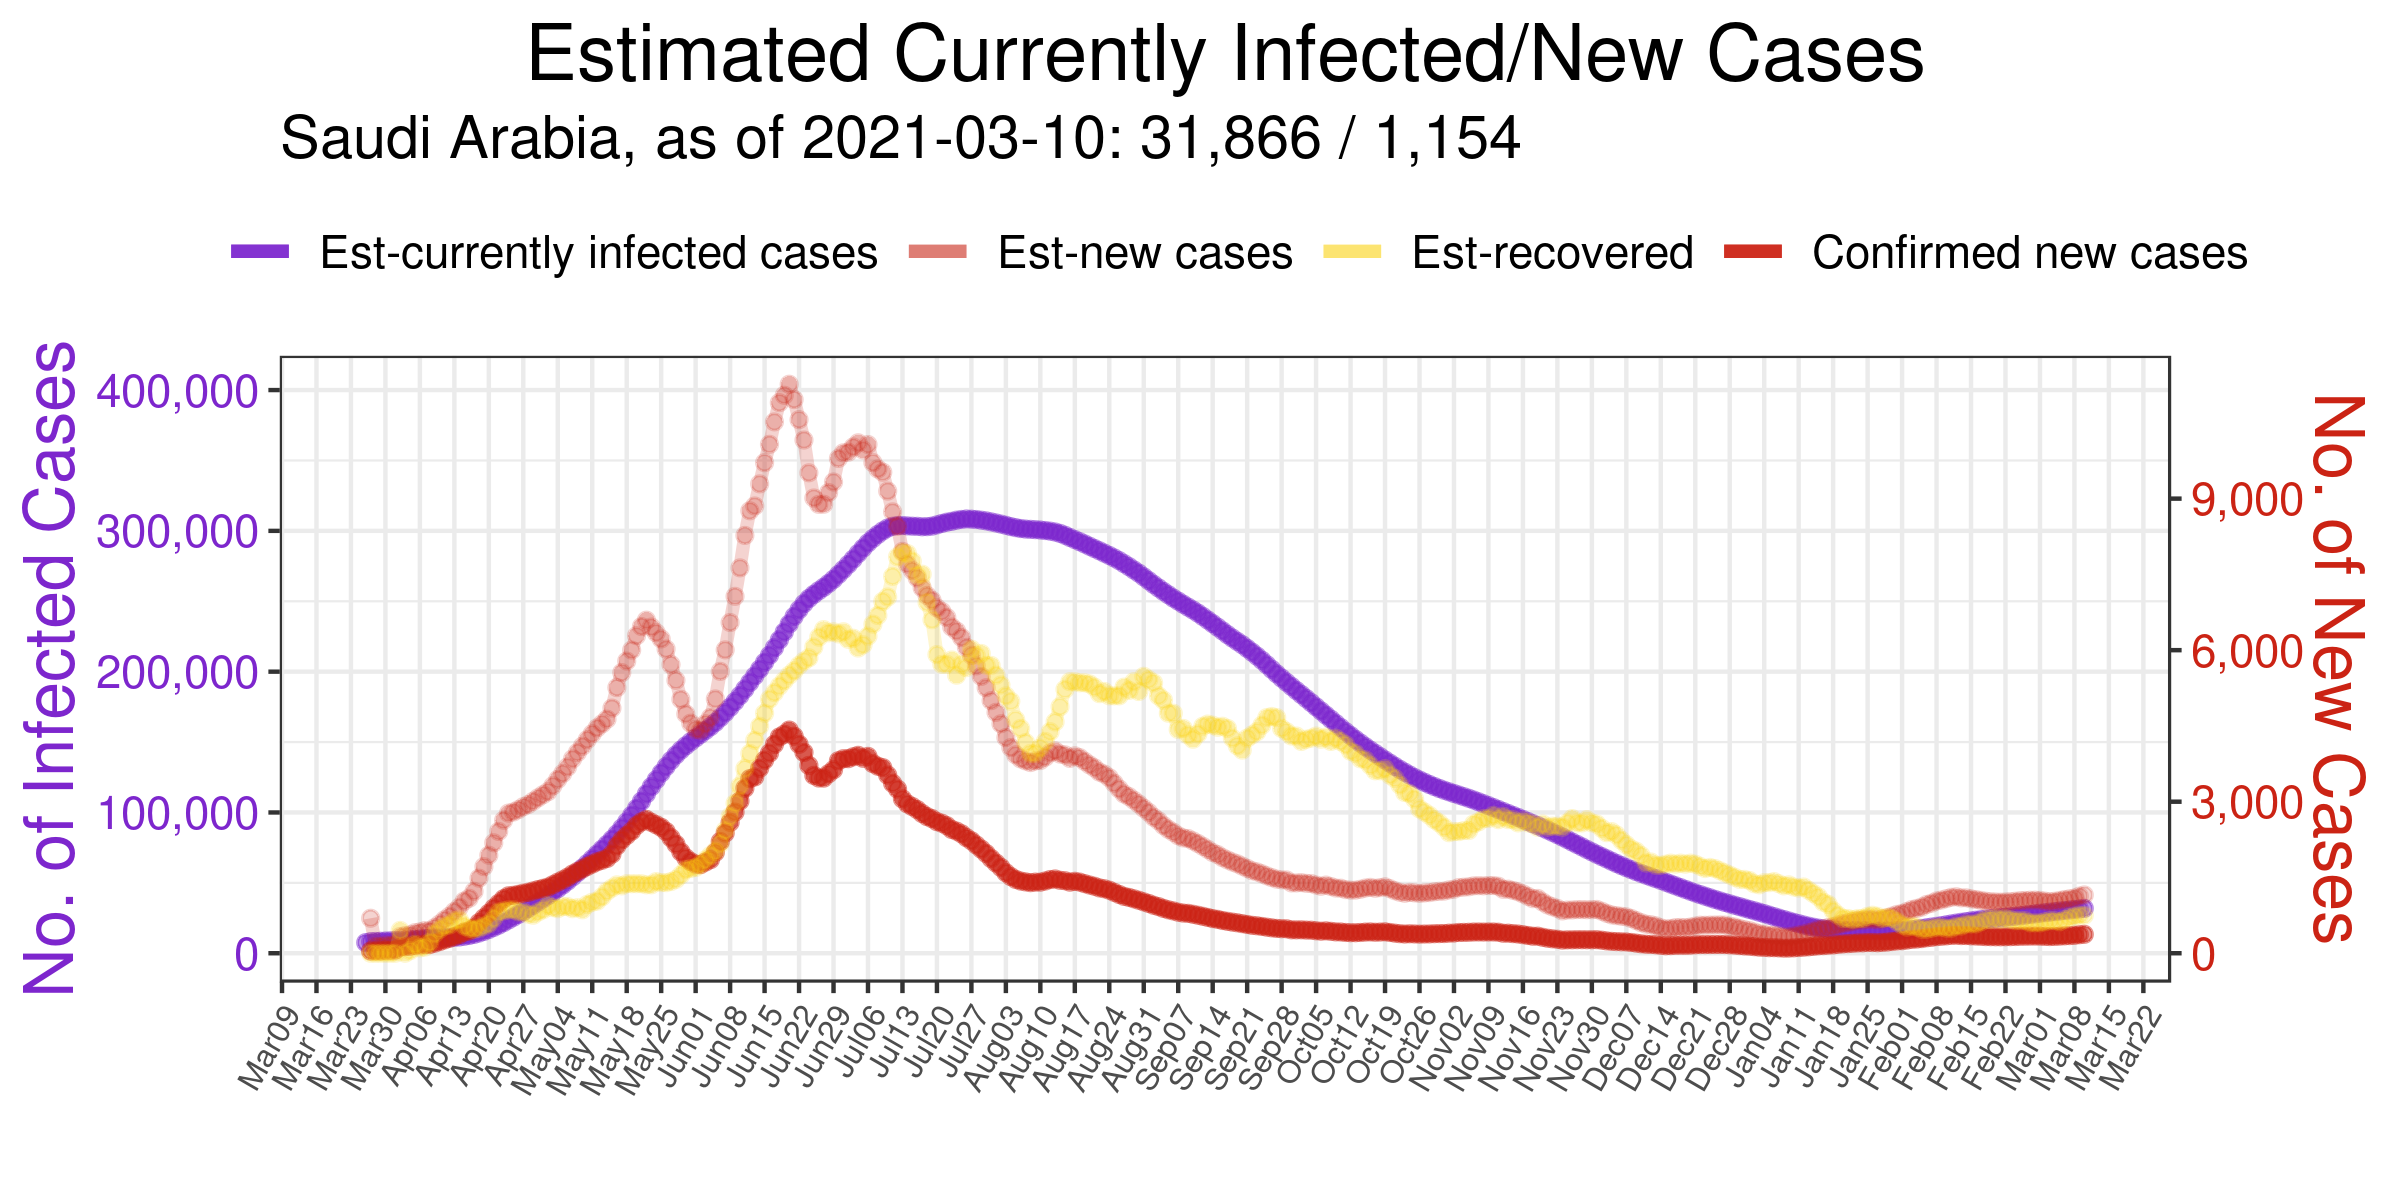 Estimated Currently Infected/New Cases
Saudi Arabia, as of 2021-03-10: 31,866 / 1,154
Est-currently infected cases Est-new cases Est-recovered Confirmed new cases
No. of Infected Cases
400,000
300,000
200,000
100,000
0
9,000
6,000
3,000
0
No. of New Cases
Mar09 Mar16 Mar23 Mar30 Apr06 Apr13 Apr20 Apr27 May04 May11 May18 May25 Jun01 Jun08 Jun15 Jun22 Jun29 Jul06 Jul13 Jul20 Jul27 Aug03 Aug10 Aug17 Aug24 Aug31 Sep07 Sep14 Sep21 Sep28 Oct05 Oct12 Oct19 Oct26 Nov02 Nov09 Nov16 Nov23 Nov30 Dec07 Dec14 Dec21 Dec28 Jan04 Jan11 Jan18 Jan25 Feb01 Feb08 Feb15 Feb22 Mar01 Mar08 Mar15 Mar22